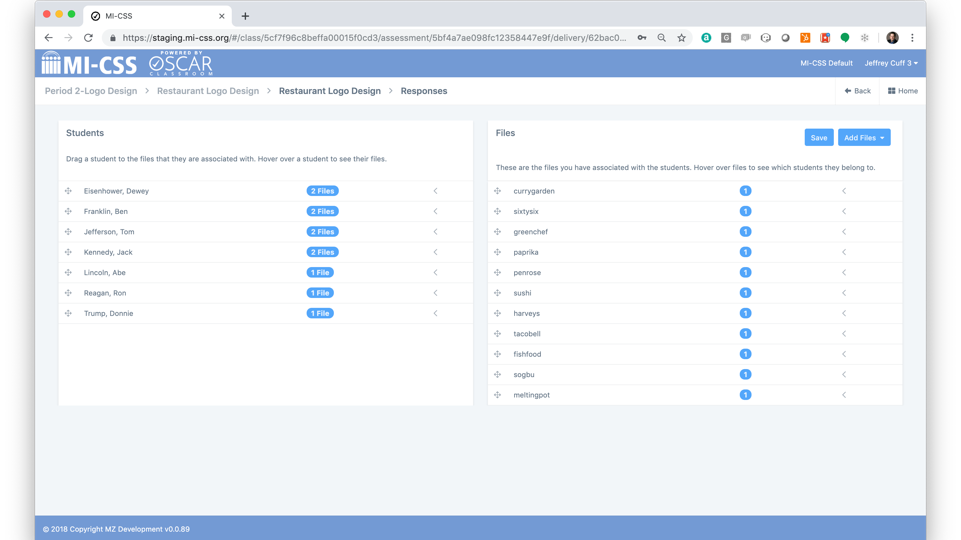 MI-CSS
https://staging.mi-css.org/#/class/5cf7f96c8beffa00015f0cd3/assessment/5bf4a7ae098fc12358447e9f/delivery/62bac0...
MI-CSS
POWERED BY
OSCAR
CLASSROOM
MI-CSS Default
Jeffrey Cuff 3
Period 2-Logo Design > Restaurant Logo Design > Restaurant Logo Design > Responses
Back
Home
Students
Drag a student to the files that they are associated with. Hover over a student to see their files.
Eisenhower, Dewey 2 Files
Franklin, Ben 2 Files
Jefferson, Tom 2 Files
Kennedy, Jack 2 Files
Lincoln, Abe 1 File
Reagan, Ron 1 File
Trump, Donnie 1 File
Files
Save
Add Files
These are the files you have associated with the students. Hover over files to see which students they belong to.
currygarden 1
sixtysix 1
greenchef 1
paprika 1
penrose 1
sushi 1
harveys 1
tacobell 1
fishfood 1
sogbu 1
meltingpot 1
© 2018 Copyright MZ Development v0.0.89